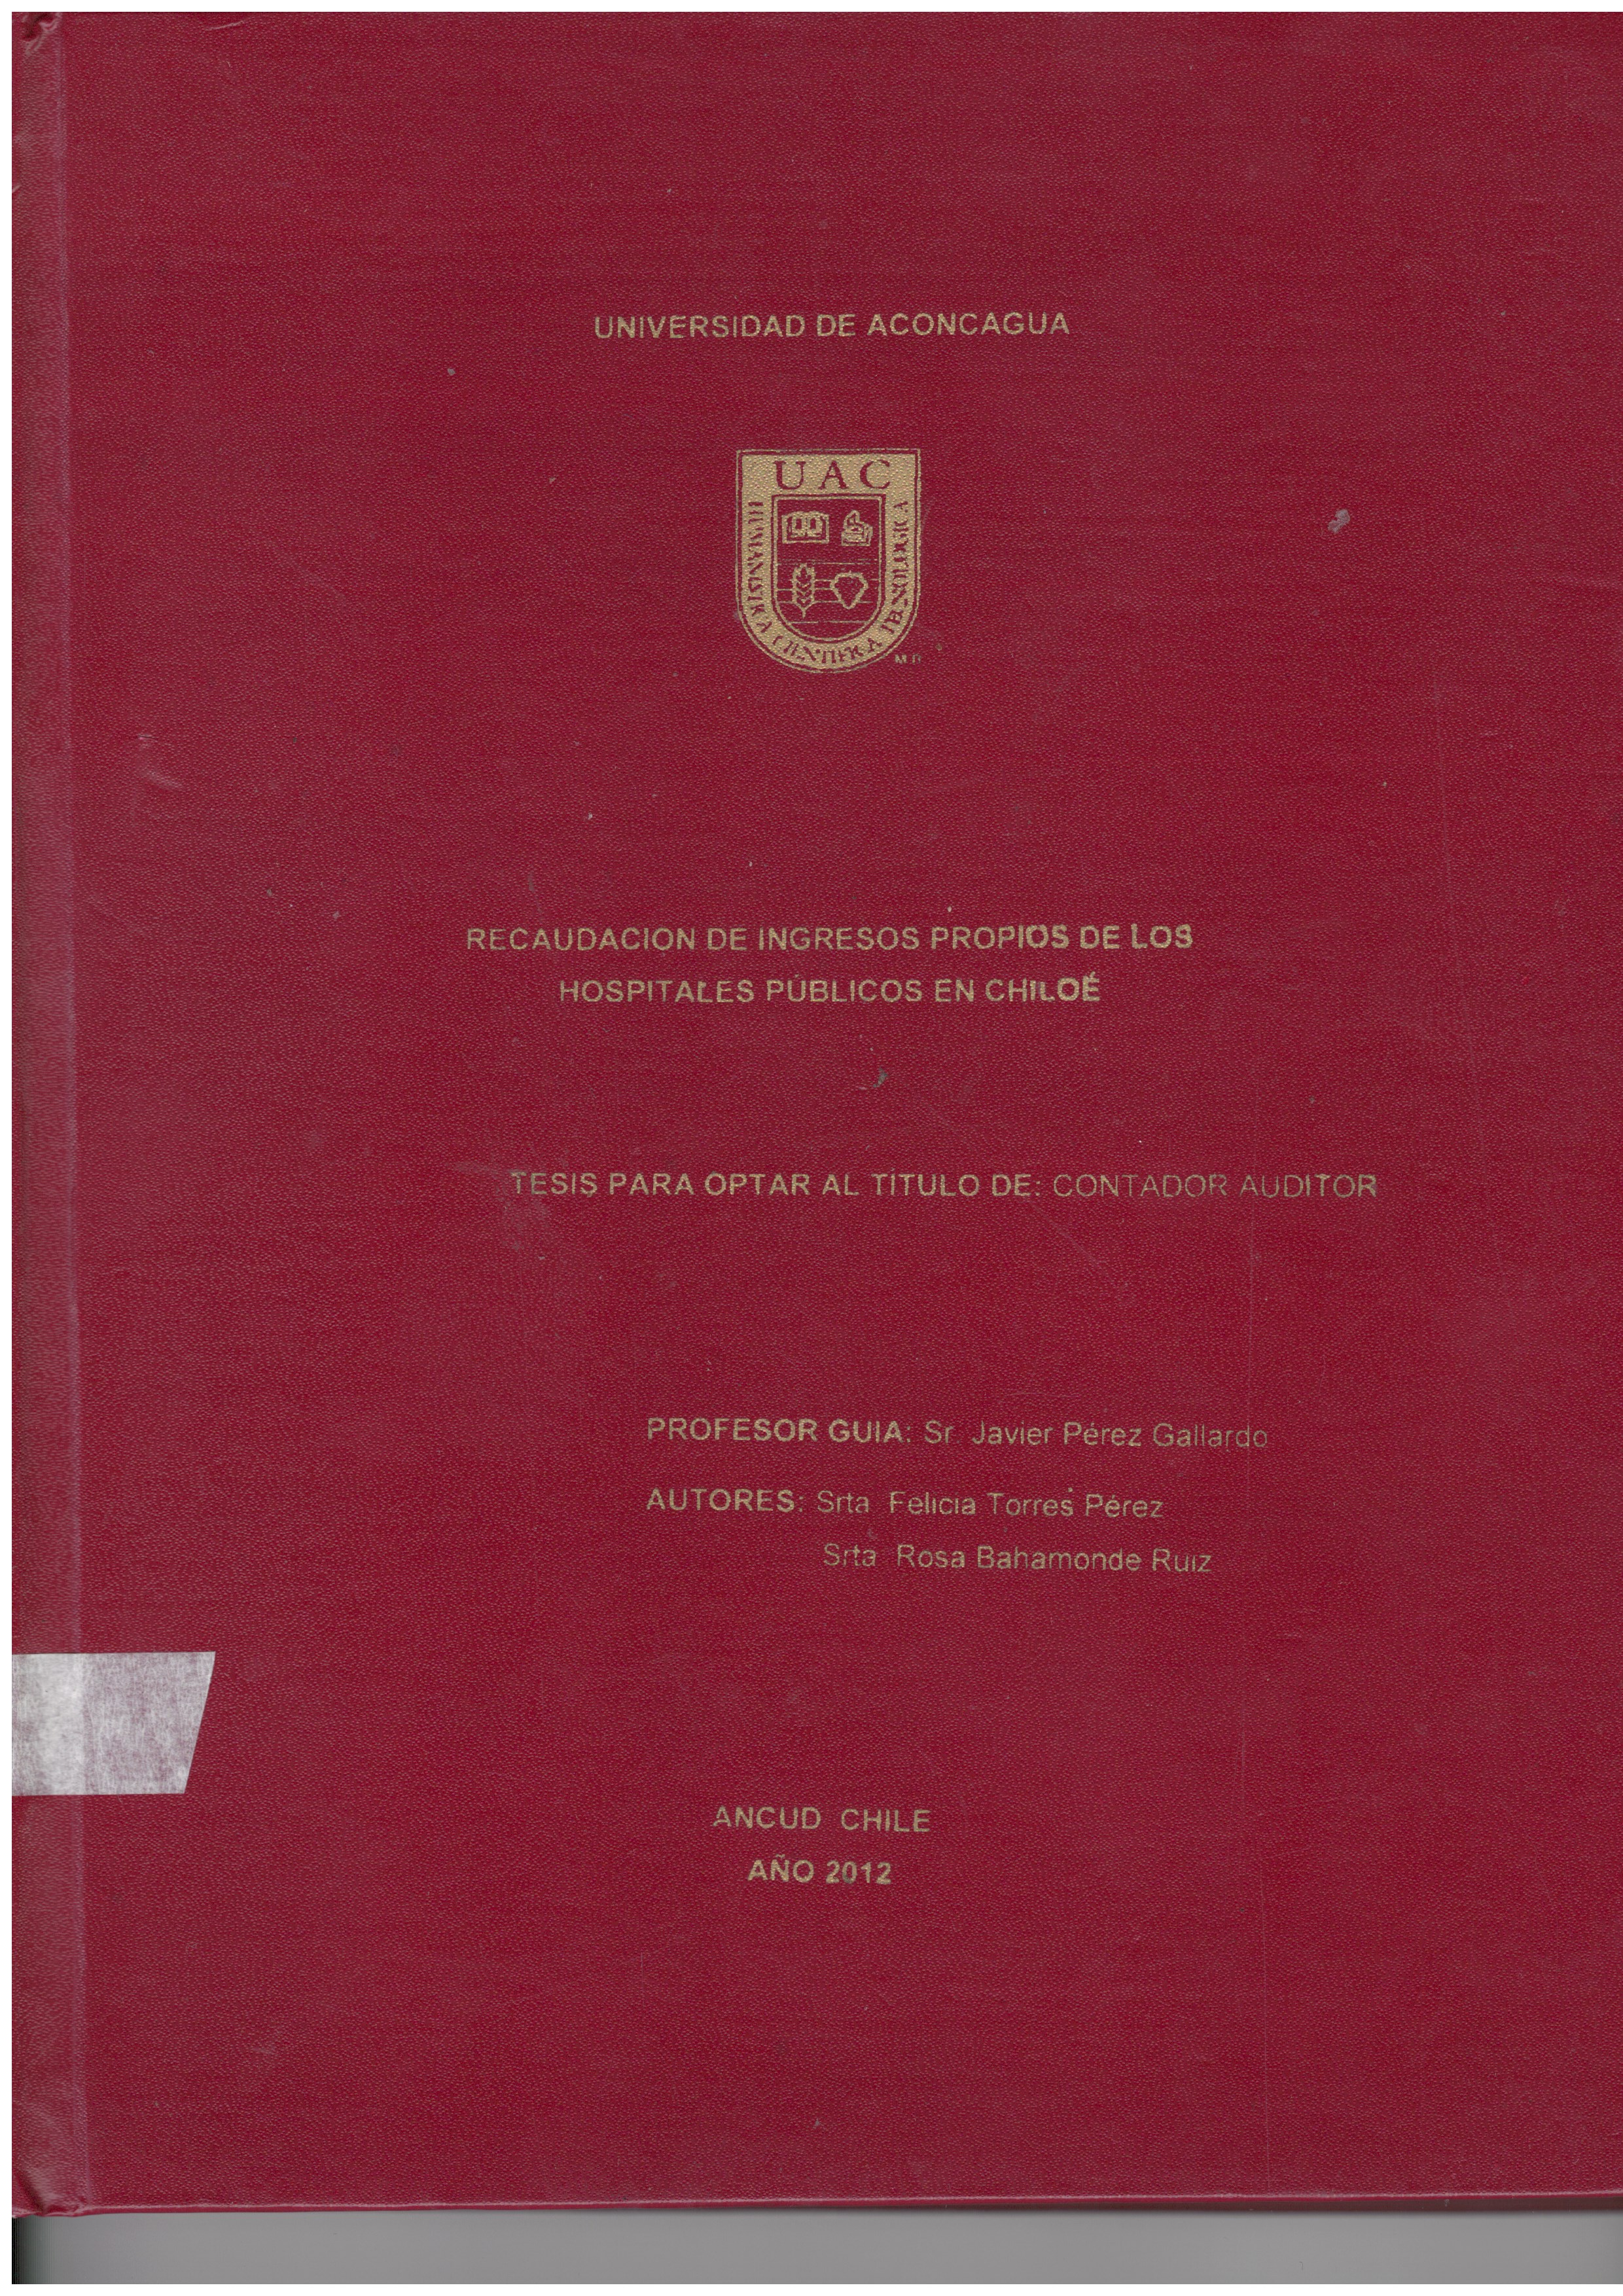 UNIVERSIDAD DE ACONCAGUA
UAC
HUMANISTICA CIENTIFICA TECNOLOGICA
RECAUDACION DE INGRESOS PROPIOS DE LOS
HOSPITALES PÚBLICOS EN CHILOÉ
TESIS PARA OPTAR AL TÍTULO DE: CONTADOR AUDITOR
PROFESOR GUIA: Sr. Javier Pérez Gallardo
AUTORES: Srta Felicia Torres Pérez
Srta Rosa Bahamonde Ruiz
ANCUD CHILE
AÑO 2012